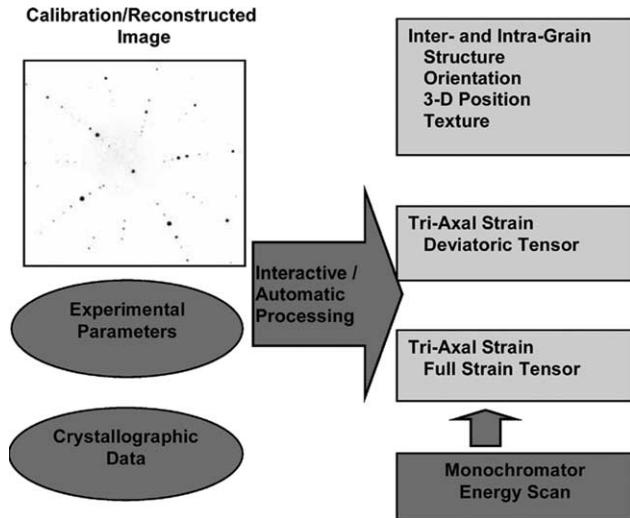 Calibration/Reconstructed
Image
Experimental
Parameters
Crystallographic
Data
Interactive /
Automatic
Processing
Inter- and Intra-Grain
Structure
Orientation
3-D Position
Texture
Tri-Axal Strain
Deviatoric Tensor
Tri-Axal Strain
Full Strain Tensor
Monochromator
Energy Scan